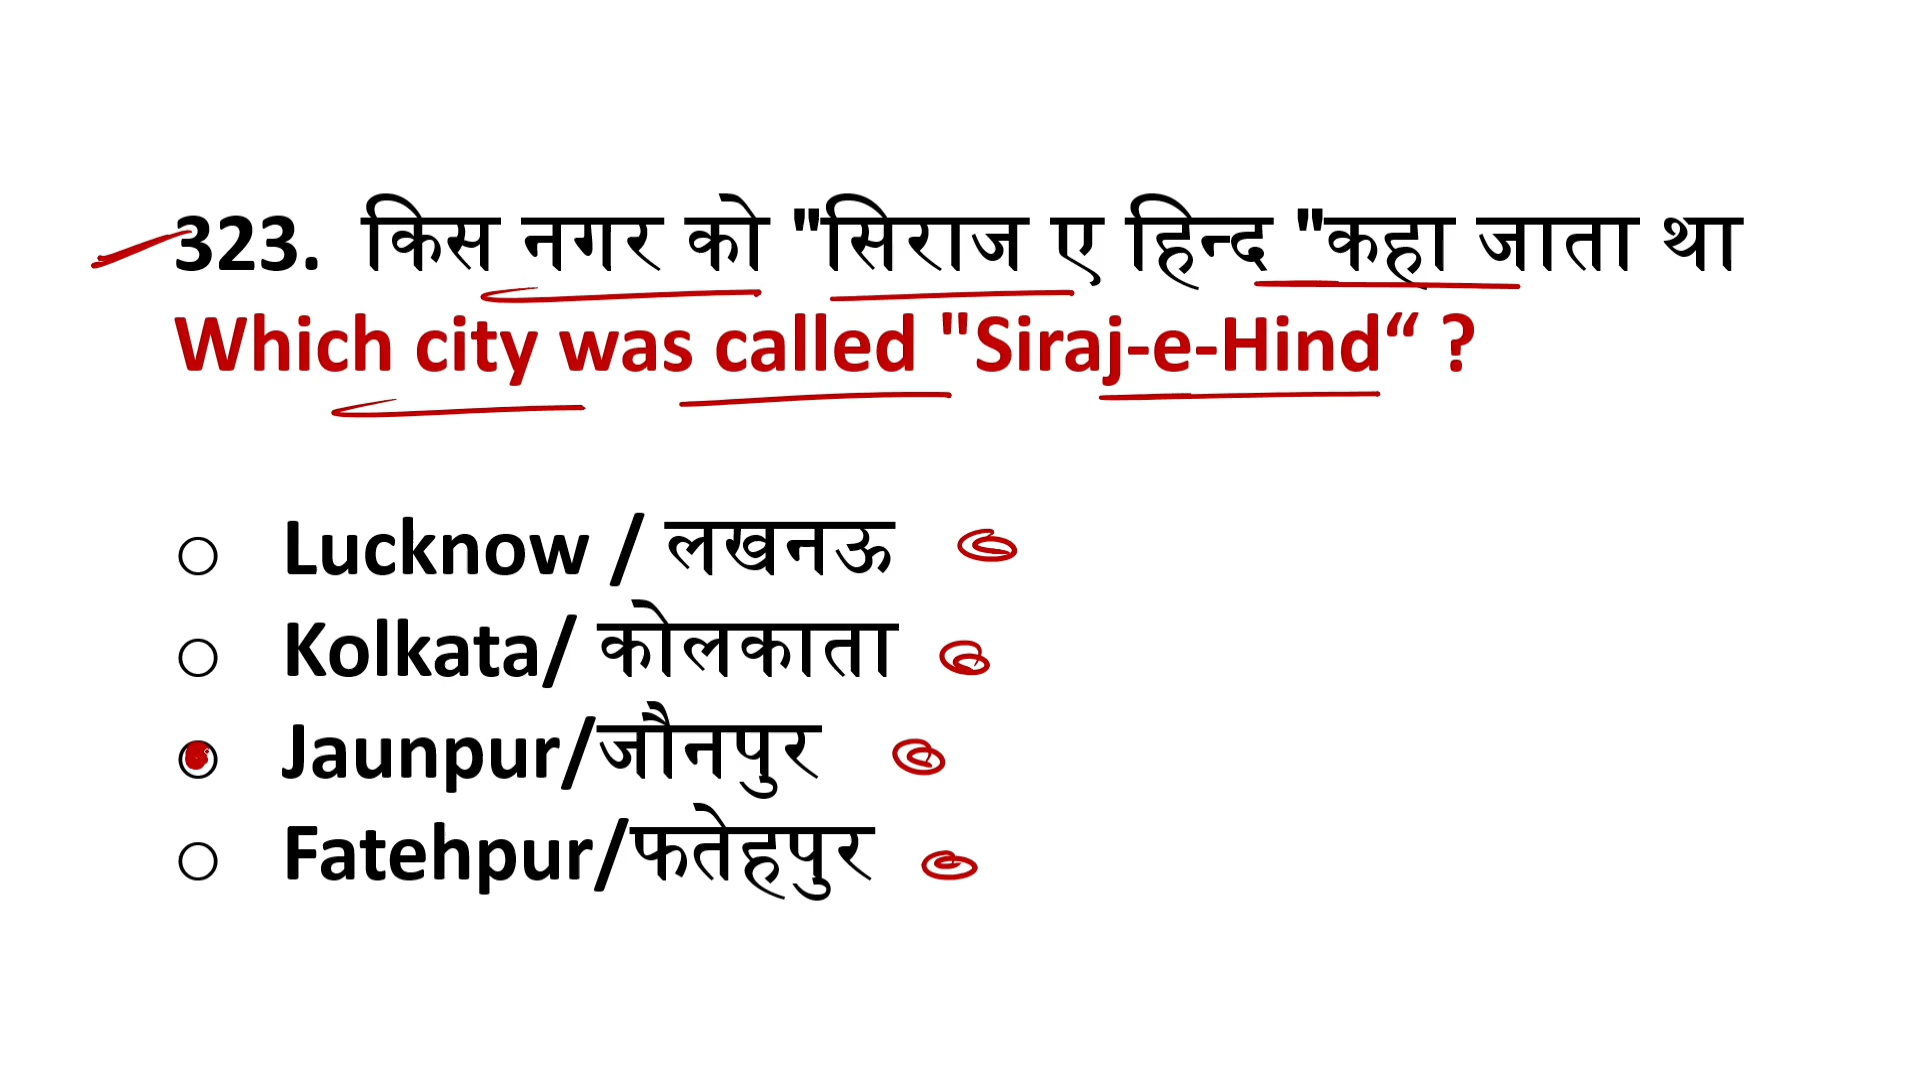 323. किस नगर को "सिराज ए हिन्द "कहा जाता था
Which city was called "Siraj-e-Hind“ ?
Lucknow / लखनऊ
Kolkata/ कोलकाता
Jaunpur/जौनपुर
Fatehpur/फतेहपुर